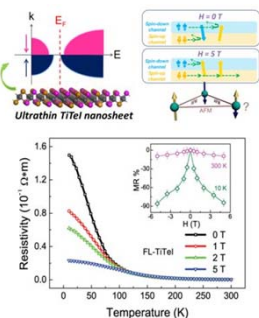 k
E_F
E
Ultrathin TiTeI nanosheet
H = 0 T
Spin-down
channel
Spin-up
channel
H = 5 T
Spin-down
channel
Spin-up
channel
AFM
?
Resistivity (10⁻¹ Ω•m)
1.6
1.2
0.8
0.4
0.0
0 50 100 150 200 250 300
Temperature (K)
FL-TiTeI
0 T
1 T
2 T
5 T
MR %
0
-30
-60
-90
-6 -3 0 3 6
H (T)
300 K
10 K